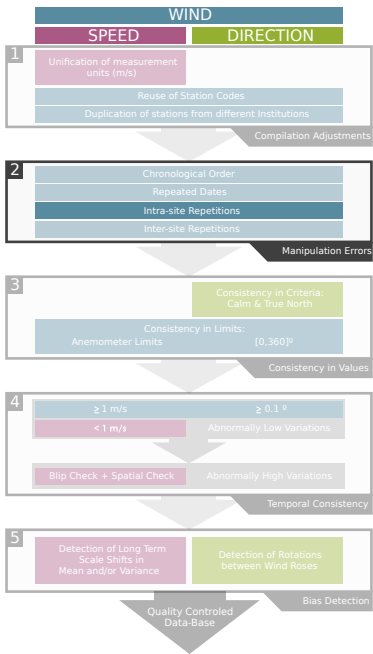 WIND
SPEED DIRECTION
1
Unification of measurement
units (m/s)
Reuse of Station Codes
Duplication of stations from different Institutions
Compilation Adjustments
2
Chronological Order
Repeated Dates
Intra-site Repetitions
Inter-site Repetitions
Manipulation Errors
3
Consistency in Criteria:
Calm & True North
Consistency in Limits:
Anemometer Limits [0,360]º
Consistency in Values
4
≥ 1 m/s ≥ 0.1 º
< 1 m/s Abnormally Low Variations
Blip Check + Spatial Check Abnormally High Variations
Temporal Consistency
5
Detection of Long Term
Scale Shifts in
Mean and/or Variance
Detection of Rotations
between Wind Roses
Bias Detection
Quality Controled
Data-Base